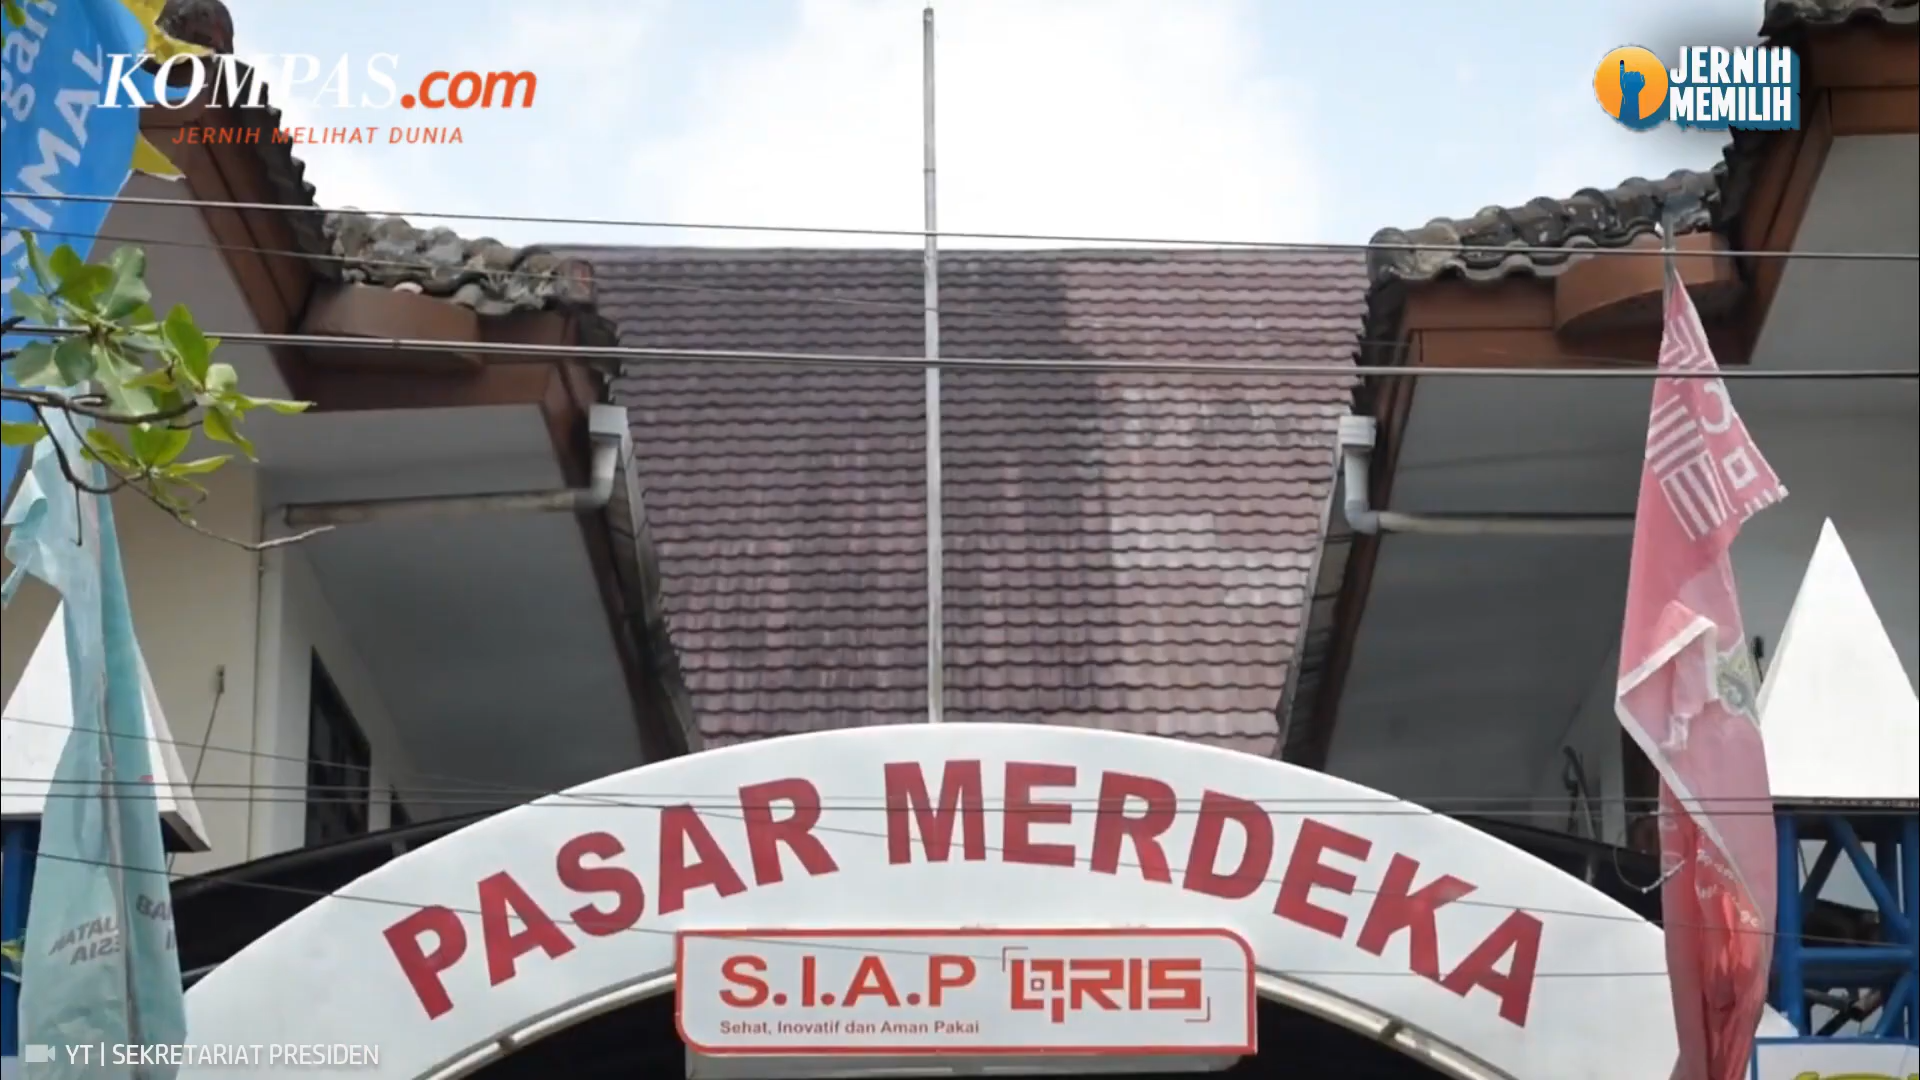 KOMPAS.com
JERNIH MELIHAT DUNIA
JERNIH
MEMILIH
PASAR MERDEKA
S.I.A.P QRIS
Sehat, Inovatif dan Aman Pakai
YT | SEKRETARIAT PRESIDEN